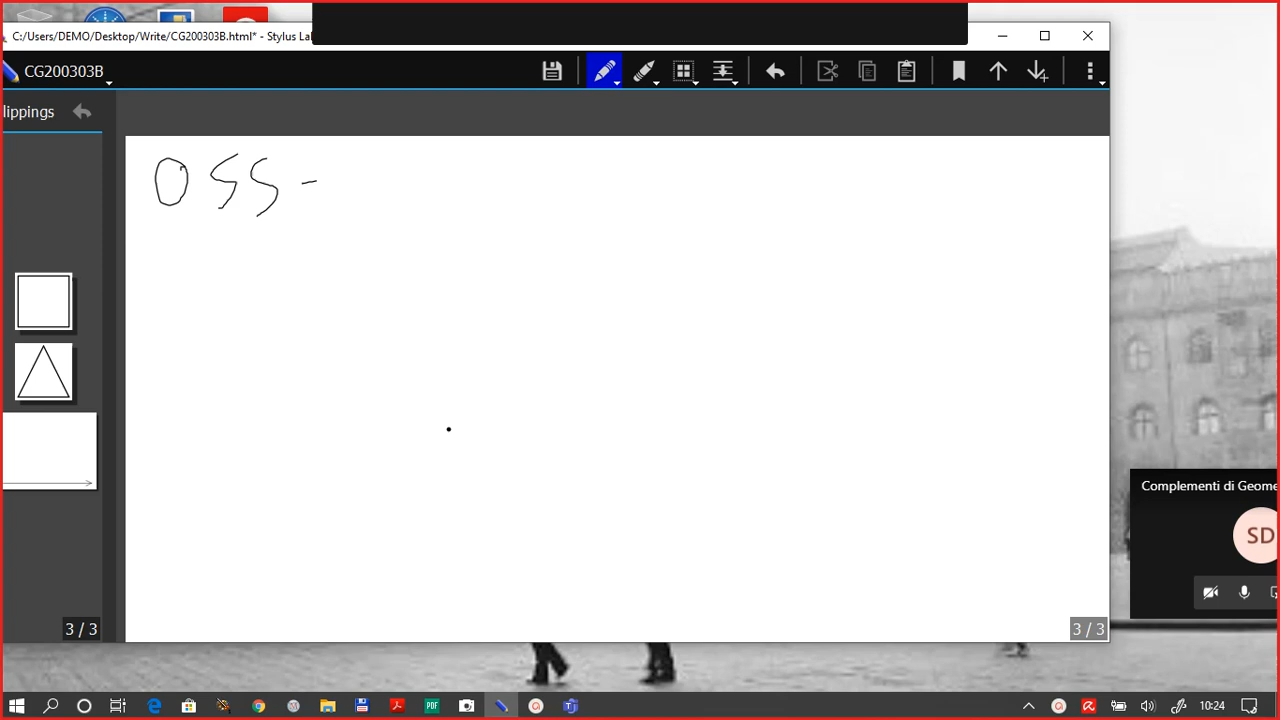 C:/Users/DEMO/Desktop/Write/CG200303B.html* - Stylus La
CG200303B
lippings
OSS -
3 / 3
3 / 3
Complementi di Geome
SD
10:24